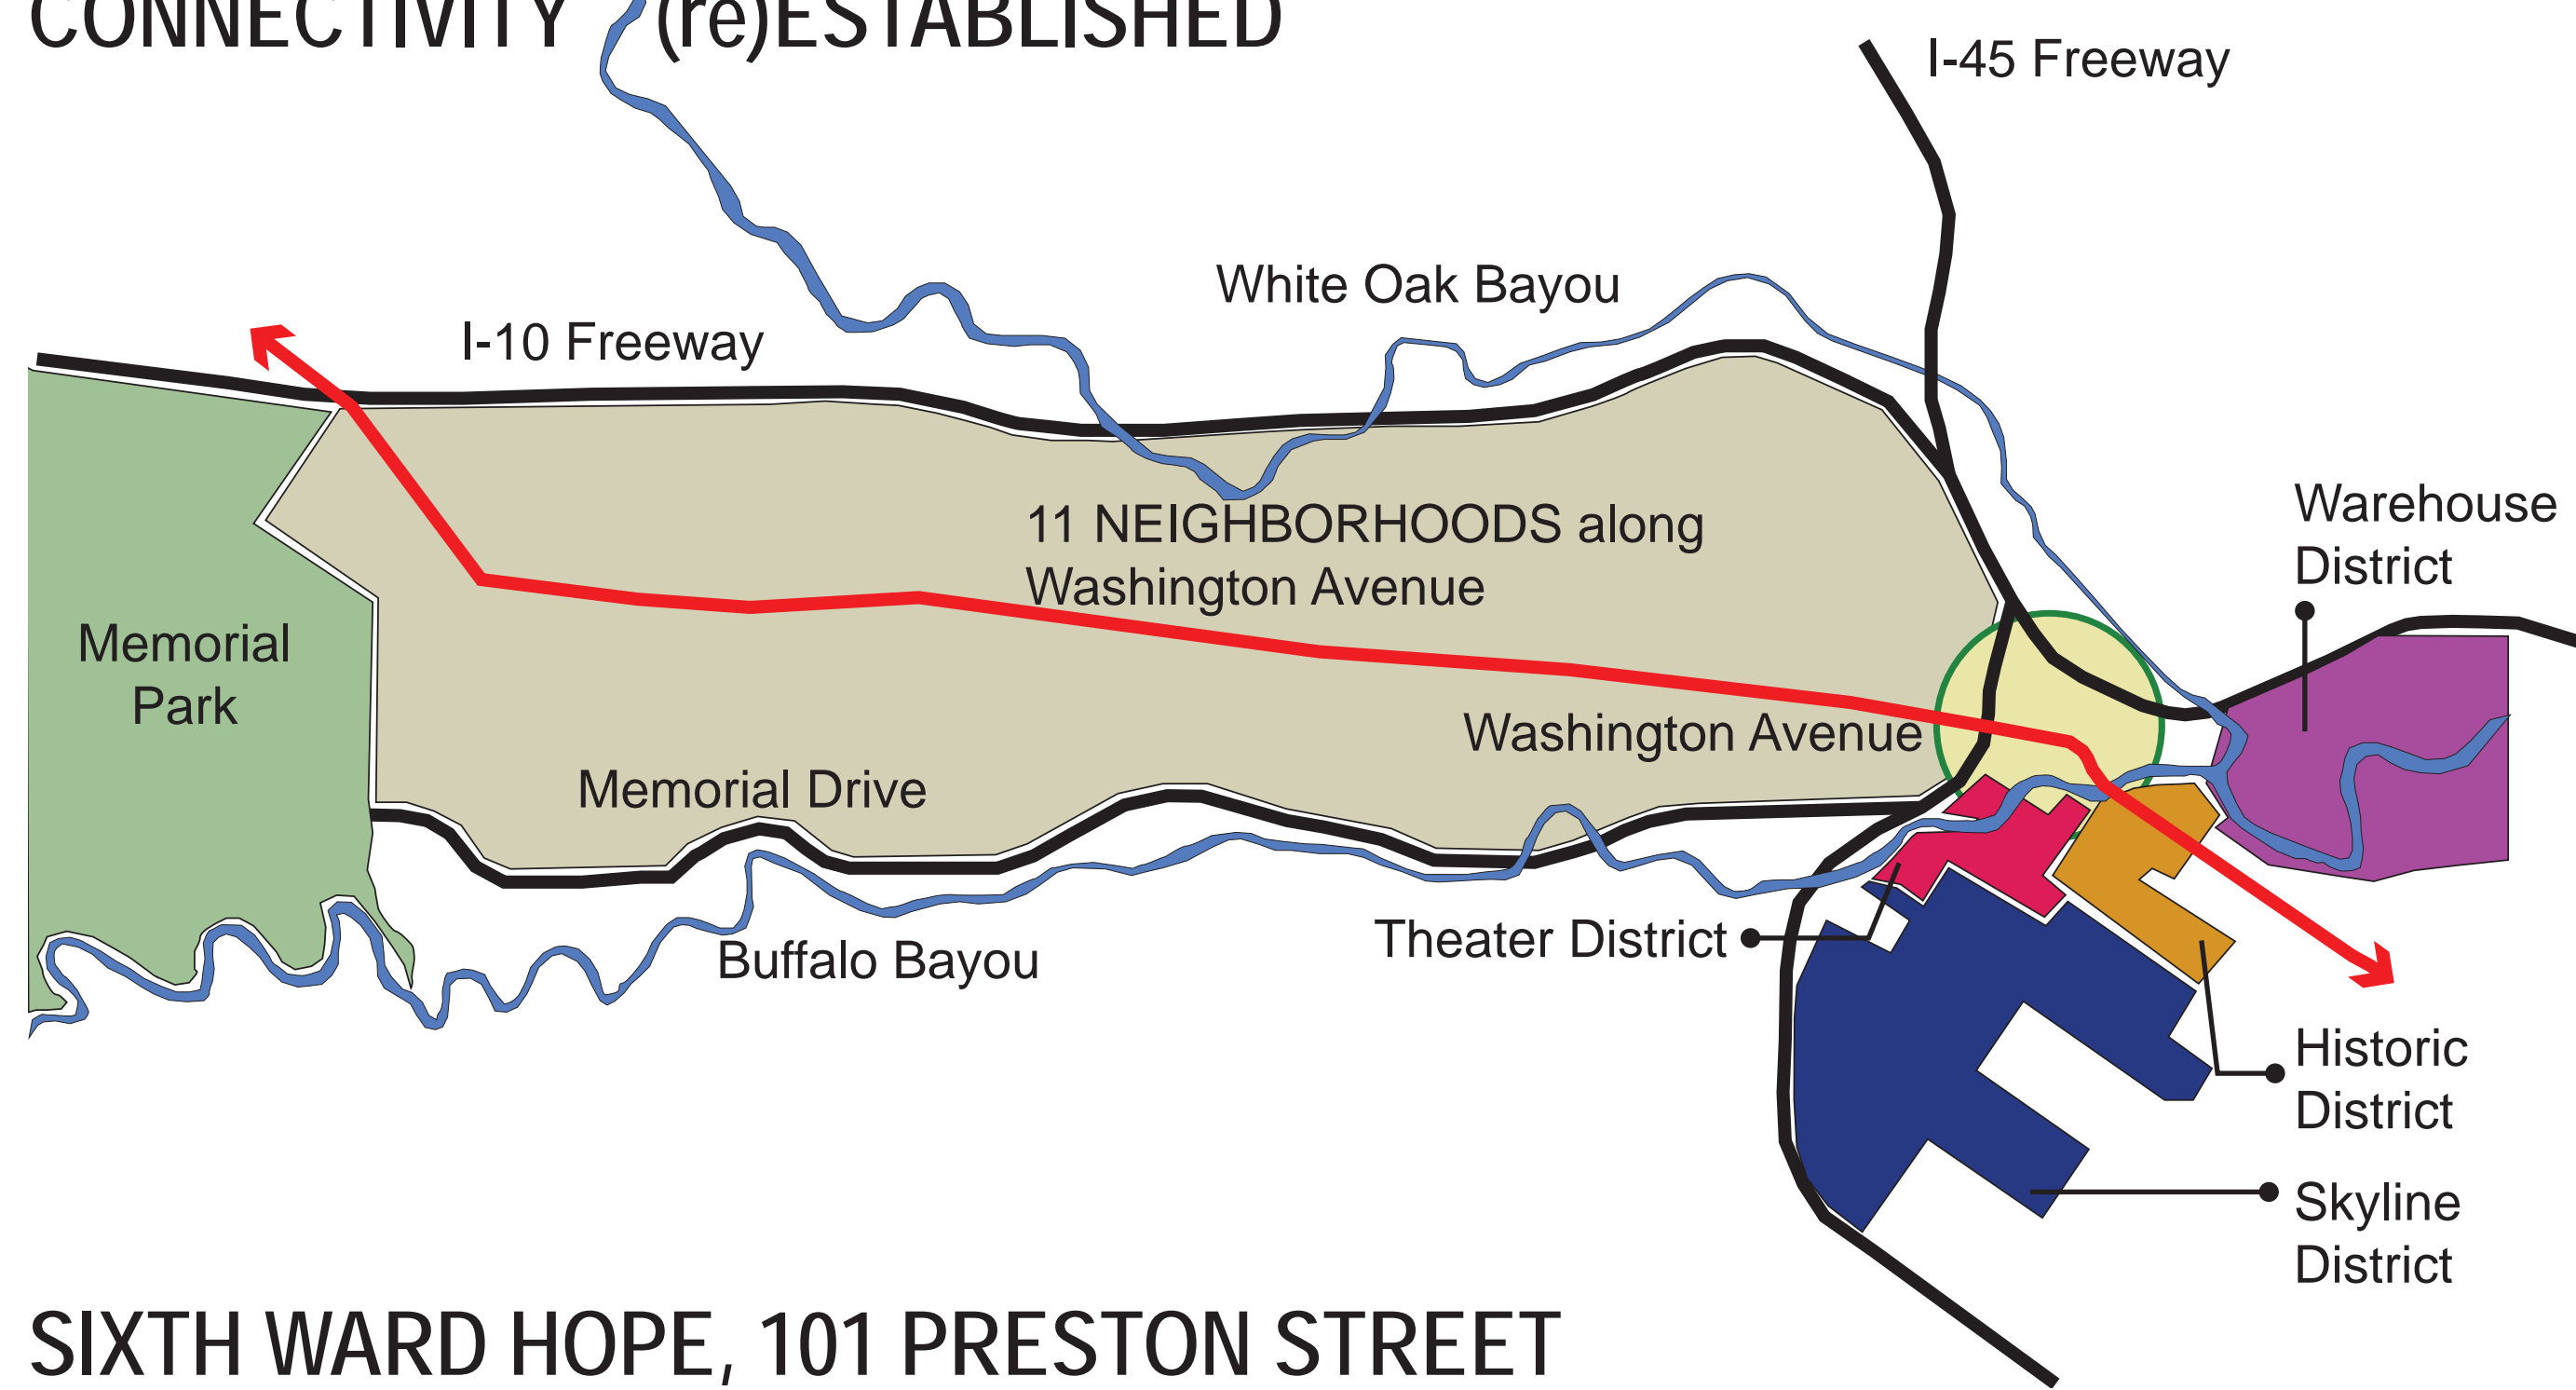 CONNECTIVITY (re)ESTABLISHED
I-45 Freeway
White Oak Bayou
I-10 Freeway
Warehouse
District
11 NEIGHBORHOODS along
Washington Avenue
Memorial
Park
Washington Avenue
Memorial Drive
Theater District
Buffalo Bayou
Historic
District
Skyline
District
SIXTH WARD HOPE, 101 PRESTON STREET